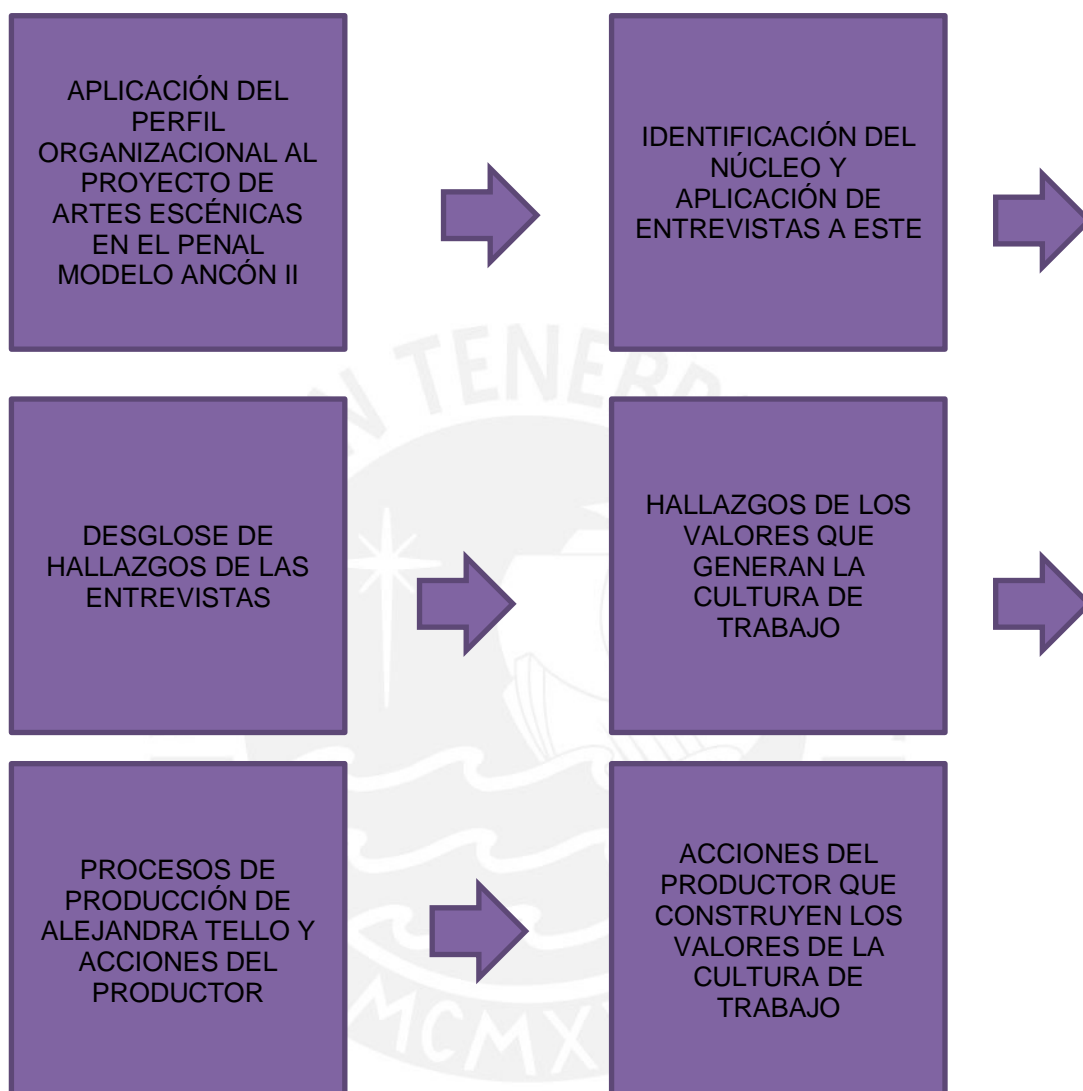 APLICACIÓN DEL
PERFIL
ORGANIZACIONAL AL
PROYECTO DE
ARTES ESCÉNICAS
EN EL PENAL
MODELO ANCÓN II
IDENTIFICACIÓN DEL
NÚCLEO Y
APLICACIÓN DE
ENTREVISTAS A ESTE
DESGLOSE DE
HALLAZGOS DE LAS
ENTREVISTAS
HALLAZGOS DE LOS
VALORES QUE
GENERAN LA
CULTURA DE
TRABAJO
PROCESOS DE
PRODUCCIÓN DE
ALEJANDRA TELLO Y
ACCIONES DEL
PRODUCTOR
ACCIONES DEL
PRODUCTOR QUE
CONSTRUYEN LOS
VALORES DE LA
CULTURA DE
TRABAJO